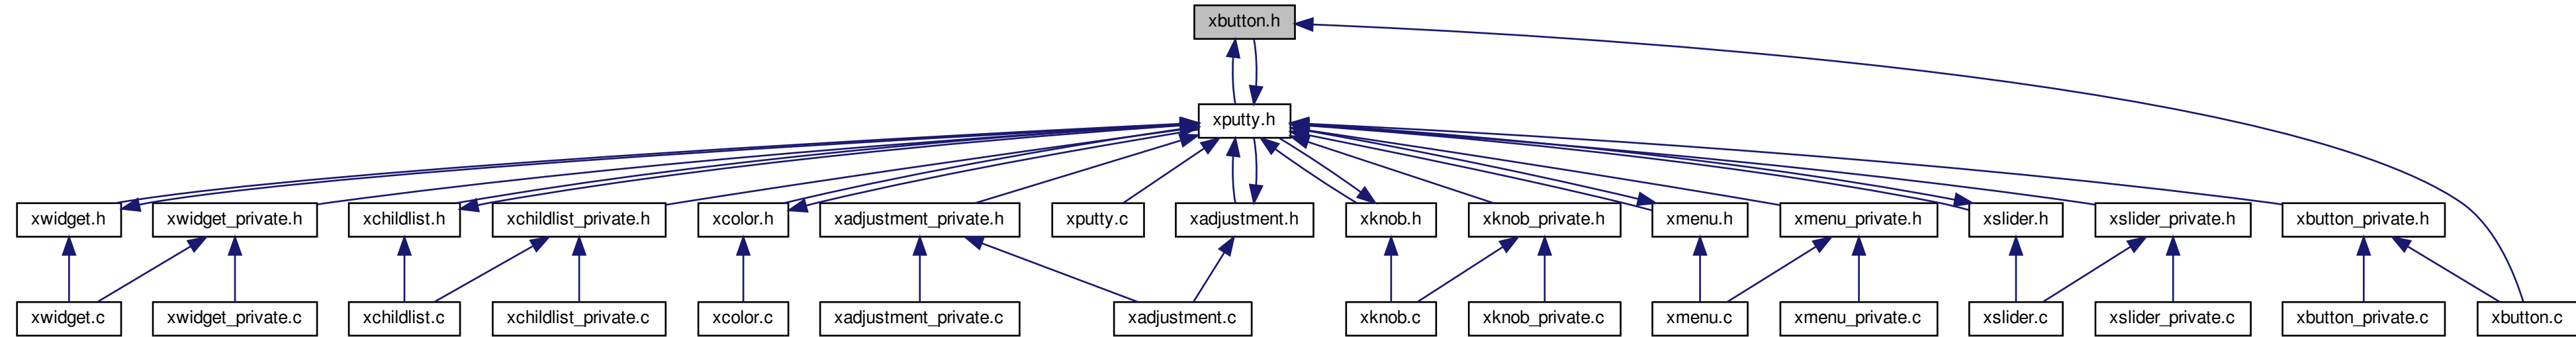 xbutton.h
xputty.h
xwidget.h
xwidget_private.h
xchildlist.h
xchildlist_private.h
xcolor.h
xadjustment_private.h
xputty.c
xadjustment.h
xknob.h
xknob_private.h
xmenu.h
xmenu_private.h
xslider.h
xslider_private.h
xbutton_private.h
xwidget.c
xwidget_private.c
xchildlist.c
xchildlist_private.c
xcolor.c
xadjustment_private.c
xadjustment.c
xknob.c
xknob_private.c
xmenu.c
xmenu_private.c
xslider.c
xslider_private.c
xbutton_private.c
xbutton.c